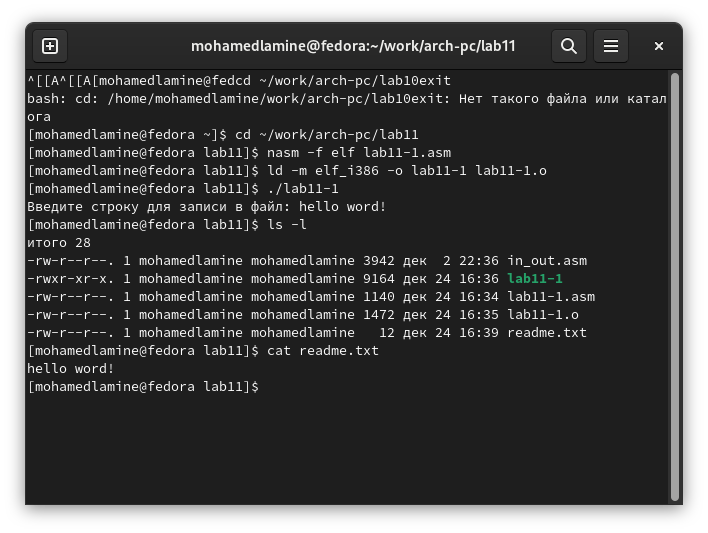 mohamedlamine@fedora:~/work/arch-pc/lab11
^[[A^[[A[mohamedlamine@fedcd ~/work/arch-pc/lab10exit
bash: cd: /home/mohamedlamine/work/arch-pc/lab10exit: Нет такого файла или катал
ога
[mohamedlamine@fedora ~]$ cd ~/work/arch-pc/lab11
[mohamedlamine@fedora lab11]$ nasm -f elf lab11-1.asm
[mohamedlamine@fedora lab11]$ ld -m elf_i386 -o lab11-1 lab11-1.o
[mohamedlamine@fedora lab11]$ ./lab11-1
Введите строку для записи в файл: hello word!
[mohamedlamine@fedora lab11]$ ls -l
итого 28
-rw-r--r--. 1 mohamedlamine mohamedlamine 3942 дек  2 22:36 in_out.asm
-rwxr-xr-x. 1 mohamedlamine mohamedlamine 9164 дек 24 16:36 lab11-1
-rw-r--r--. 1 mohamedlamine mohamedlamine 1140 дек 24 16:34 lab11-1.asm
-rw-r--r--. 1 mohamedlamine mohamedlamine 1472 дек 24 16:35 lab11-1.o
-rw-r--r--. 1 mohamedlamine mohamedlamine   12 дек 24 16:39 readme.txt
[mohamedlamine@fedora lab11]$ cat readme.txt
hello word!
[mohamedlamine@fedora lab11]$